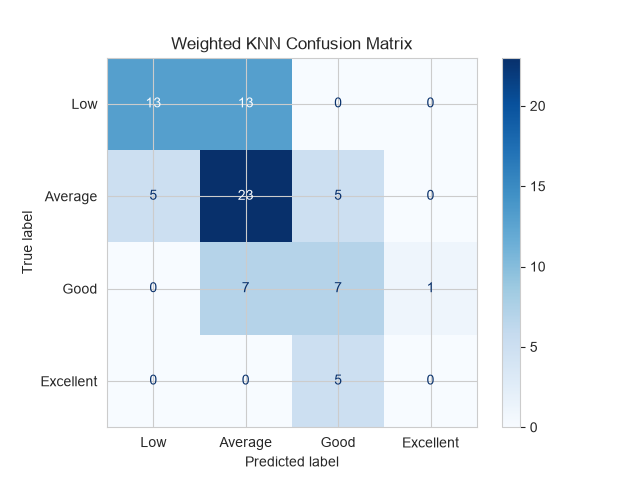 Weighted KNN Confusion Matrix
True label
Low 13 13 0 0
Average 5 23 5 0
Good 0 7 7 1
Excellent 0 0 5 0
Low Average Good Excellent
Predicted label
20
15
10
5
0